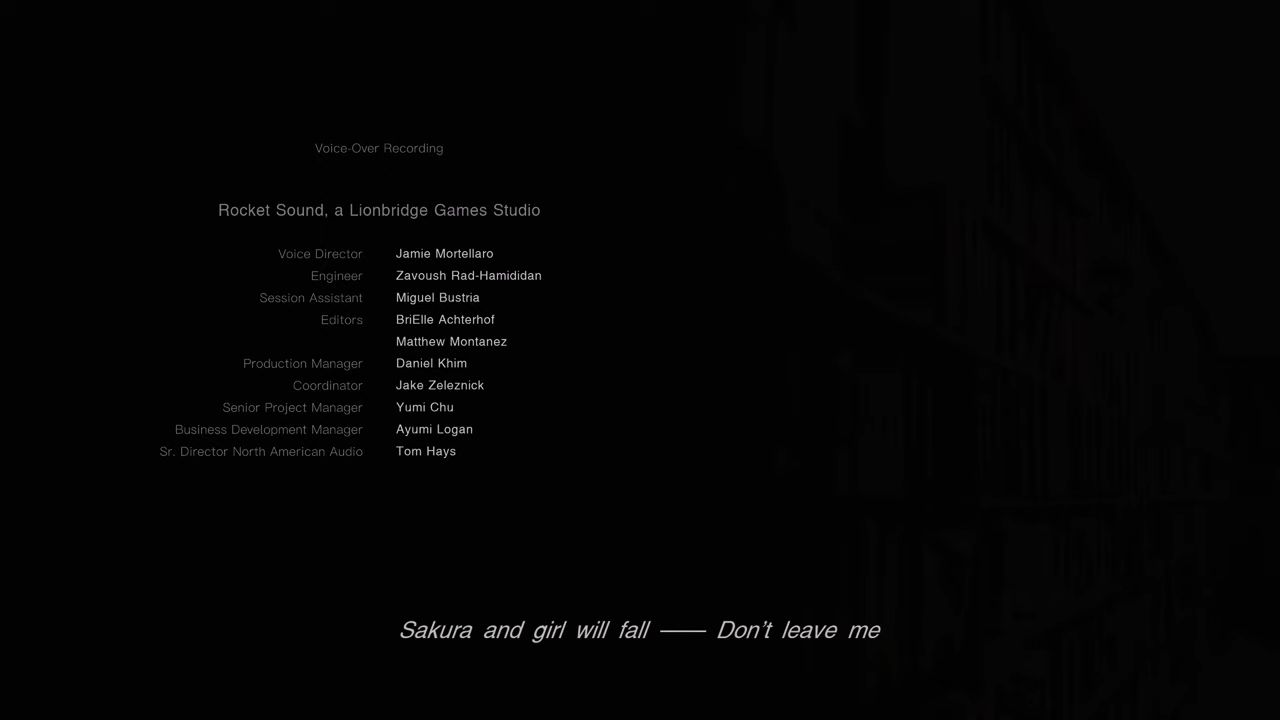 Voice-Over Recording
Rocket Sound, a Lionbridge Games Studio
Voice Director Jamie Mortellaro
Engineer Zavoush Rad-Hamididan
Session Assistant Miguel Bustria
Editors BriElle Achterhof
Matthew Montanez
Production Manager Daniel Khim
Coordinator Jake Zeleznick
Senior Project Manager Yumi Chu
Business Development Manager Ayumi Logan
Sr. Director North American Audio Tom Hays
Sakura and girl will fall —— Don't leave me